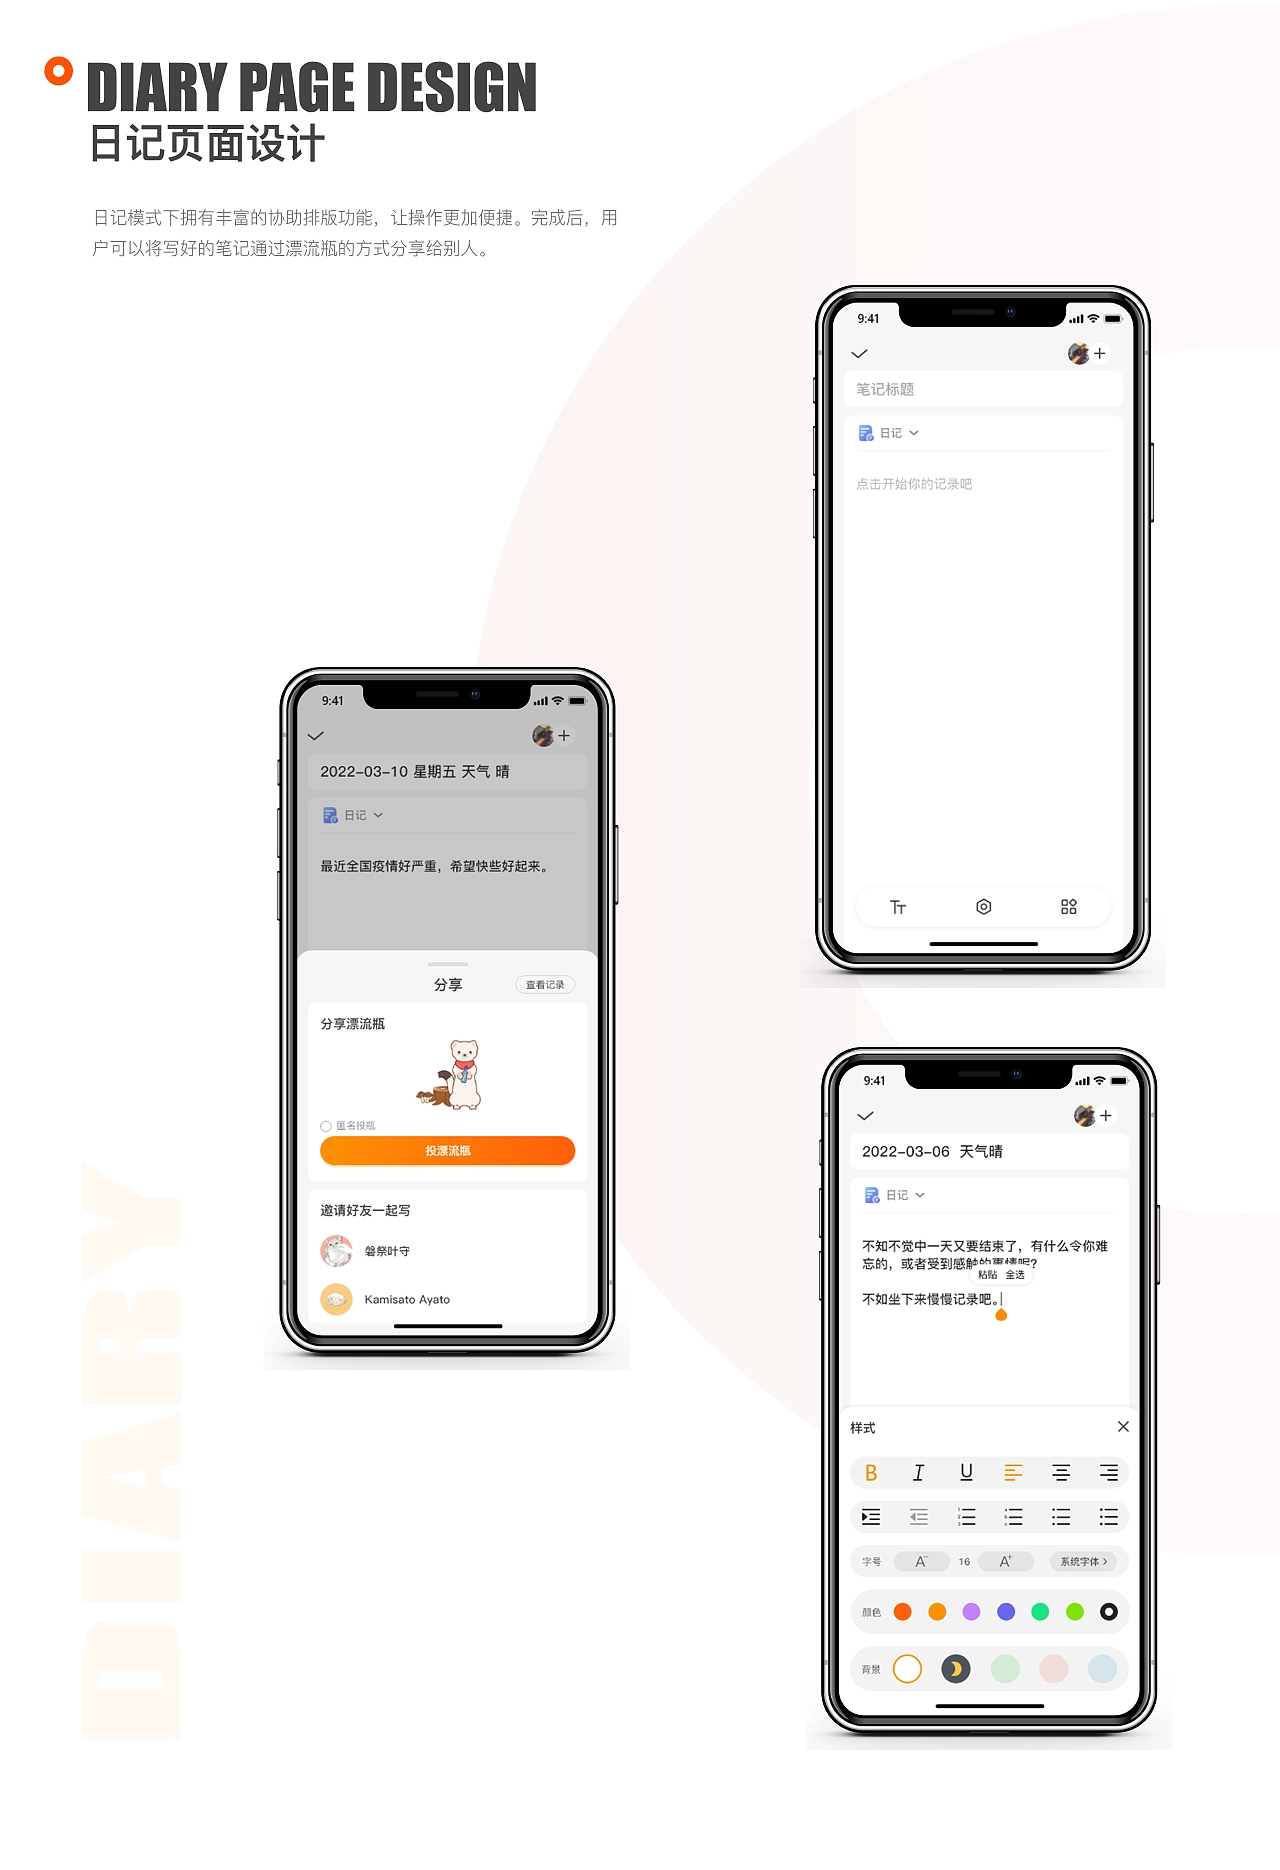 DIARY PAGE DESIGN
日记页面设计
日记模式下拥有丰富的协助排版功能，让操作更加便捷。完成后，用
户可以将写好的笔记通过漂流瓶的方式分享给别人。
9:41
笔记标题
日记
点击开始你的记录吧
TT
9:41
2022-03-10 星期五 天气 晴
日记
最近全国疫情好严重，希望快些好起来。
分享
查看记录
分享漂流瓶
匿名投瓶
投漂流瓶
邀请好友一起写
磐祭叶守
Kamisato Ayato
9:41
2022-03-06 天气晴
日记
不知不觉中一天又要结束了，有什么令你难
忘的，或者受到感触的事情呢?
粘贴 全选
不如坐下来慢慢记录吧。
样式
B I U
字号 A- 16 A+ 系统字体 >
颜色
背景
DIARY